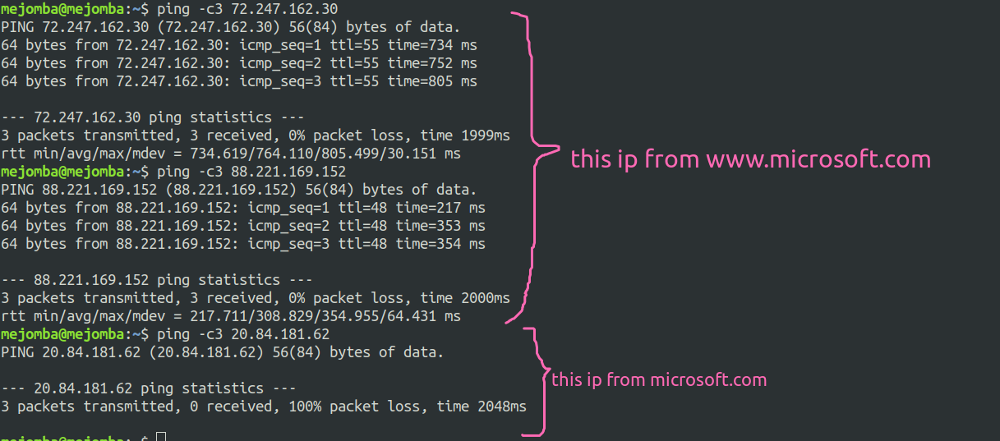 mejomba@mejomba:~$ ping -c3 72.247.162.30
PING 72.247.162.30 (72.247.162.30) 56(84) bytes of data.
64 bytes from 72.247.162.30: icmp_seq=1 ttl=55 time=734 ms
64 bytes from 72.247.162.30: icmp_seq=2 ttl=55 time=752 ms
64 bytes from 72.247.162.30: icmp_seq=3 ttl=55 time=805 ms
--- 72.247.162.30 ping statistics ---
3 packets transmitted, 3 received, 0% packet loss, time 1999ms
rtt min/avg/max/mdev = 734.619/764.110/805.499/30.151 ms
this ip from www.microsoft.com
mejomba@mejomba:~$ ping -c3 88.221.169.152
PING 88.221.169.152 (88.221.169.152) 56(84) bytes of data.
64 bytes from 88.221.169.152: icmp_seq=1 ttl=48 time=217 ms
64 bytes from 88.221.169.152: icmp_seq=2 ttl=48 time=353 ms
64 bytes from 88.221.169.152: icmp_seq=3 ttl=48 time=354 ms
--- 88.221.169.152 ping statistics ---
3 packets transmitted, 3 received, 0% packet loss, time 2000ms
rtt min/avg/max/mdev = 217.711/308.829/354.955/64.431 ms
mejomba@mejomba:~$ ping -c3 20.84.181.62
PING 20.84.181.62 (20.84.181.62) 56(84) bytes of data.
this ip from microsoft.com
--- 20.84.181.62 ping statistics ---
3 packets transmitted, 0 received, 100% packet loss, time 2048ms
mejomba@mejomba:~$